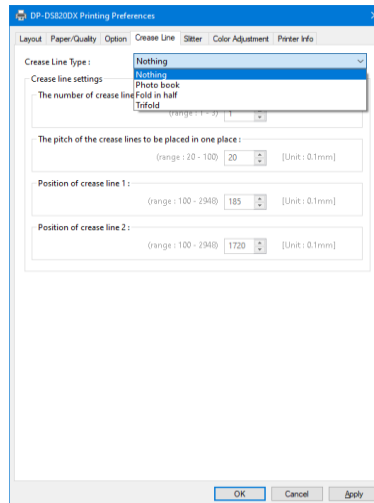 DP-DS820DX Printing Preferences
Layout Paper/Quality Option Crease Line Slitter Color Adjustment Printer Info
Crease Line Type : Nothing
Nothing
Photo book
Fold in half
Trifold
Crease line settings
The number of crease line
(range : 1 - 3) 1
The pitch of the crease lines to be placed in one place :
(range : 20 - 100) 20 [Unit : 0.1mm]
Position of crease line 1 :
(range : 100 - 2948) 185 [Unit : 0.1mm]
Position of crease line 2 :
(range : 100 - 2948) 1720 [Unit : 0.1mm]
OK Cancel Apply